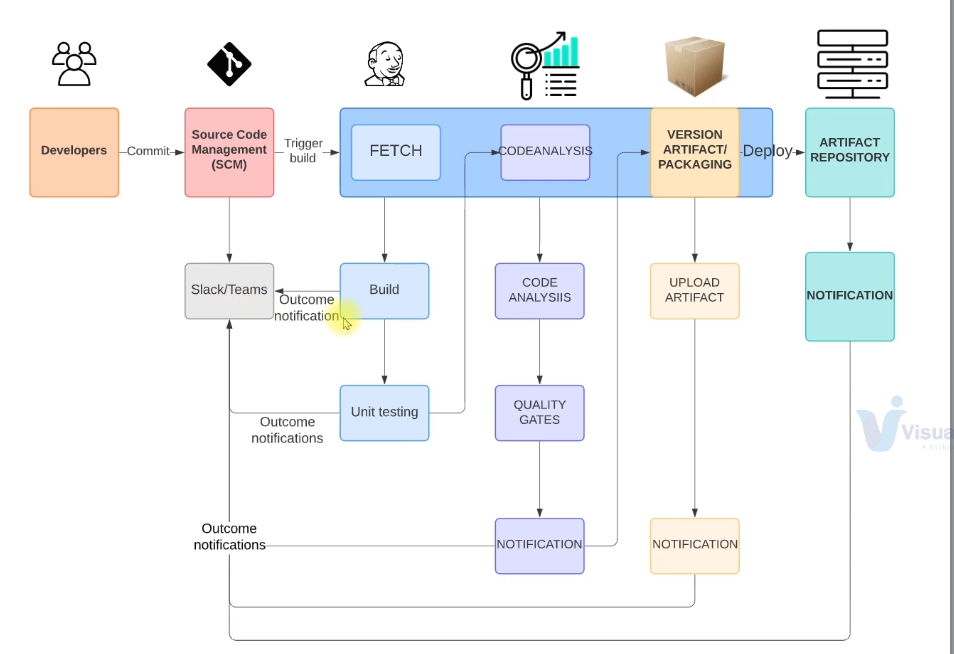 Developers
Commit
Source Code
Management
(SCM)
Trigger
build
FETCH
CODEANALYSIS
VERSION
ARTIFACT/
PACKAGING
Deploy
ARTIFACT
REPOSITORY
Slack/Teams
Outcome
notification
Build
CODE
ANALYSIIS
UPLOAD
ARTIFACT
NOTIFICATION
Outcome
notifications
Unit testing
QUALITY
GATES
Visua
Outcome
notifications
NOTIFICATION
NOTIFICATION